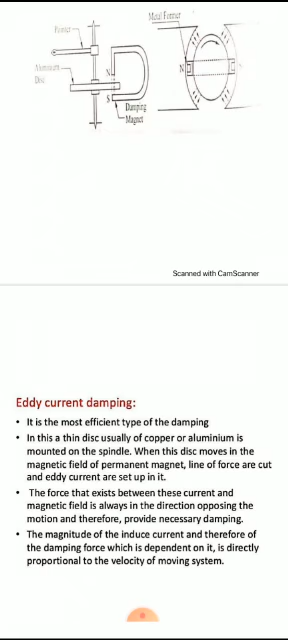 Metal Former
Pointer
N
N
Aluminium
Disc
S
Damping
Magnet
Scanned with CamScanner
Eddy current damping:
• It is the most efficient type of the damping
• In this a thin disc usually of copper or aluminium is
mounted on the spindle. When this disc moves in the
magnetic field of permanent magnet, line of force are cut
and eddy current are set up in it.
• The force that exists between these current and
magnetic field is always in the direction opposing the
motion and therefore, provide necessary damping.
• The magnitude of the induce current and therefore of
the damping force which is dependent on it, is directly
proportional to the velocity of moving system.